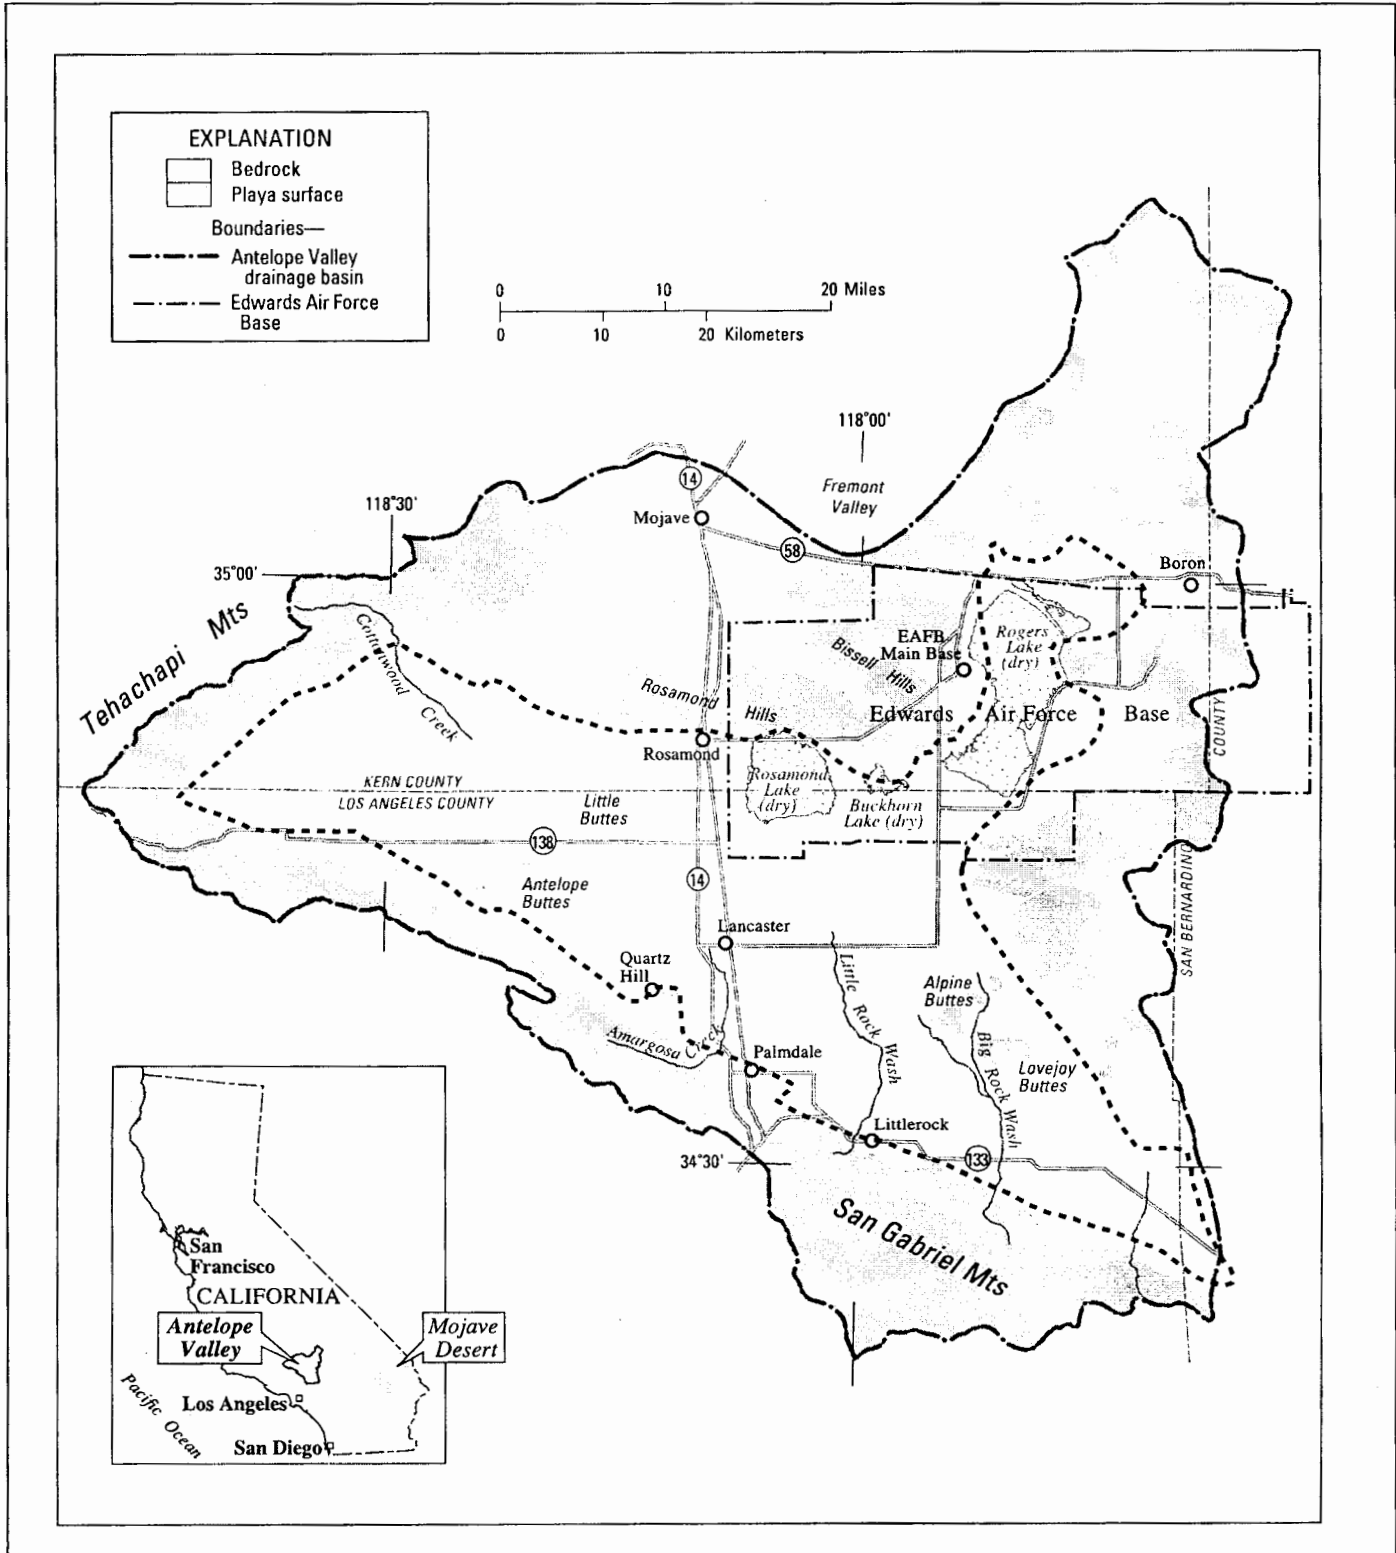 EXPLANATION
Bedrock
Playa surface
Boundaries—
Antelope Valley
drainage basin
Edwards Air Force
Base
0 10 20 Miles
0 10 20 Kilometers
118°00'
Fremont
Valley
14
118°30'
Mojave
58
Boron
35°00'
Tehachapi Mts
Cottonwood Creek
EAFB
Main Base
Rogers
Lake
(dry)
Bissell Hills
Rosamond Hills
Edwards Air Force Base
COUNTY
Rosamond
Rosamond
Lake
(dry)
KERN COUNTY
LOS ANGELES COUNTY
Little
Buttes
Buckhorn
Lake (dry)
138
14
Antelope
Buttes
SAN BERNARDINO
Lancaster
Quartz
Hill
Little Rock Wash
Alpine
Buttes
Amargosa Creek
Palmdale
Big Rock Wash
Lovejoy
Buttes
Littlerock
34°30'
133
San Gabriel Mts
San
Francisco
CALIFORNIA
Antelope
Valley
Mojave
Desert
Pacific Ocean
Los Angeles
San Diego